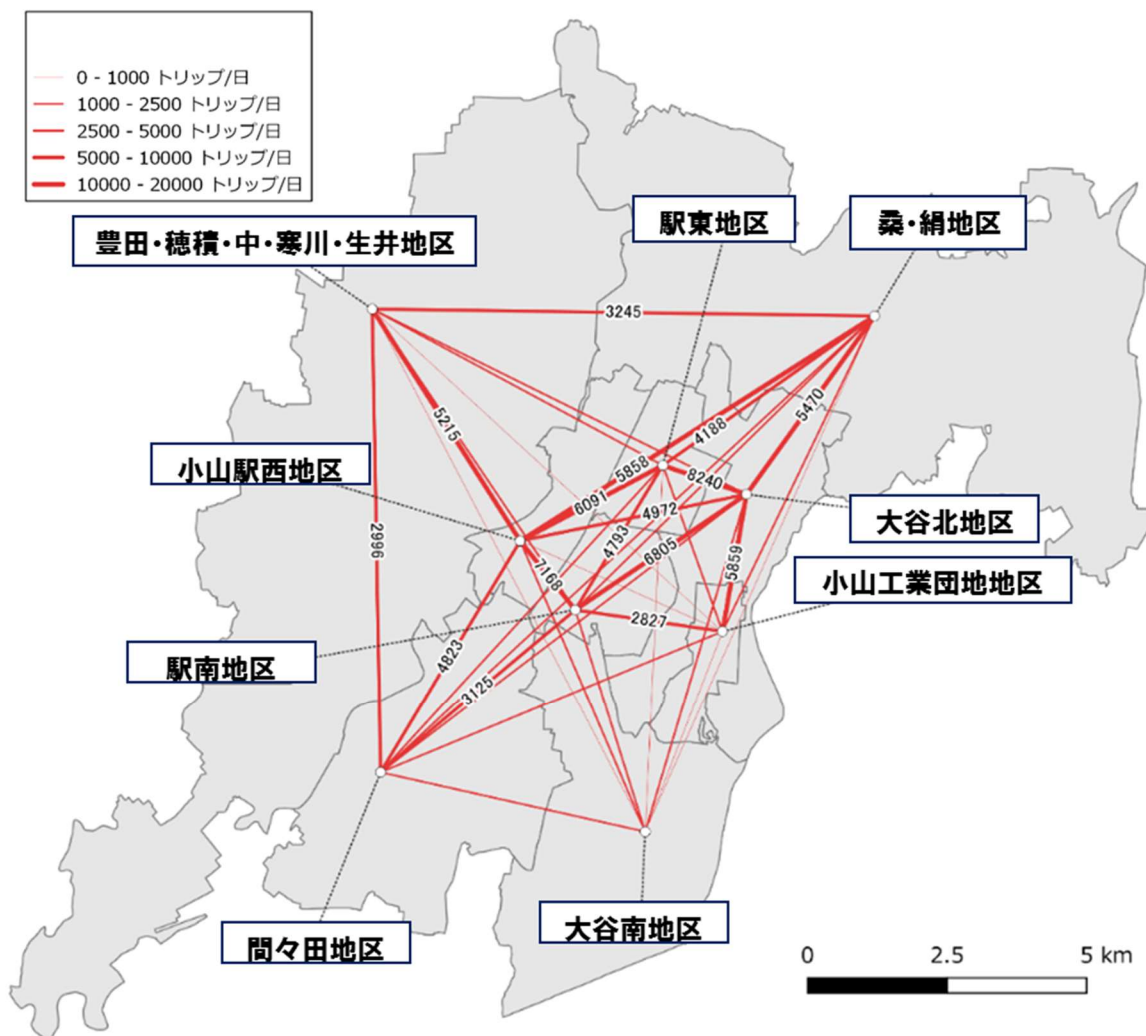 0 - 1000 トリップ/日
1000 - 2500 トリップ/日
2500 - 5000 トリップ/日
5000 - 10000 トリップ/日
10000 - 20000 トリップ/日
豊田・穂積・中・寒川・生井地区
駅東地区
桑・絹地区
3245
5215
4188
5470
小山駅西地区
5858
8240
6091
4972
大谷北地区
2996
4793
6805
5859
7168
小山工業団地地区
2827
駅南地区
4823
3125
間々田地区
大谷南地区
0 2.5 5 km